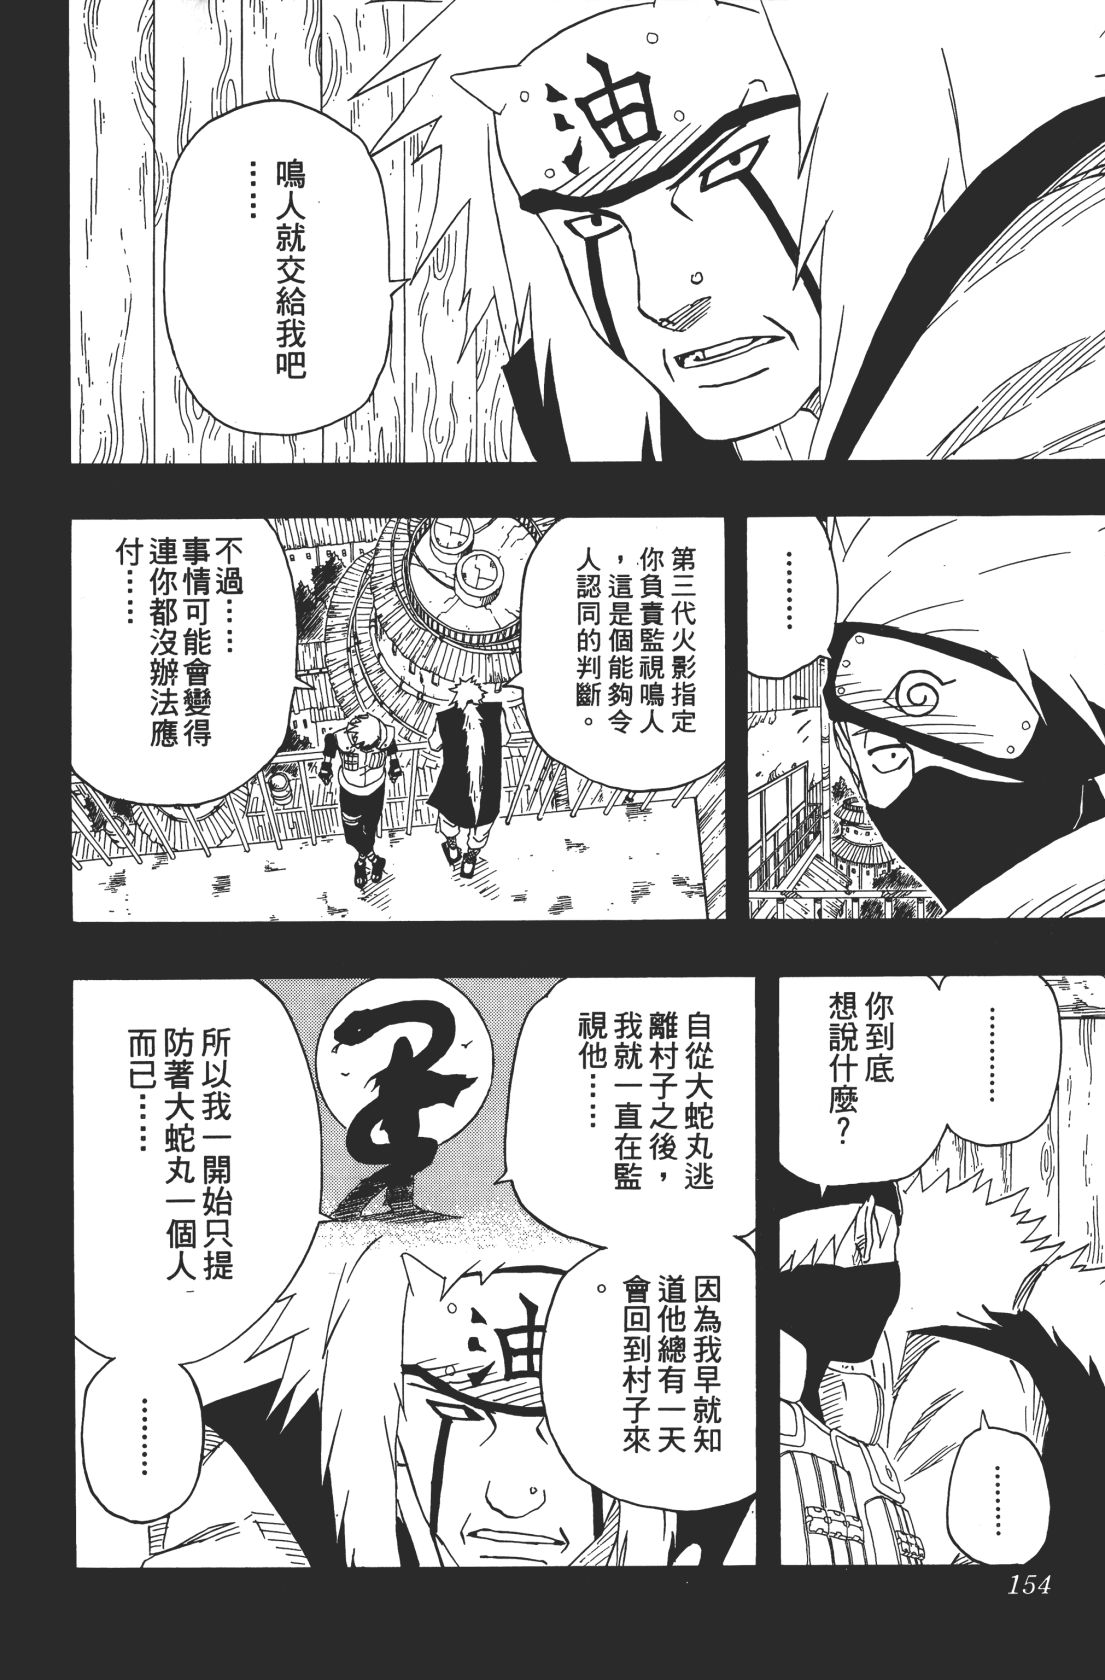 油
鳴人就交給我吧
……
……
第三代火影指定
你負責監視鳴人
，這是個能夠令
人認同的判斷。
不過……
事情可能會變得
連你都沒辦法應
付……
……
你到底
想說什麼？
……
自從大蛇丸逃
離村子之後，
我就一直在監
視他……
因為我早就知
道他總有一天
會回到村子來
。
所以我一開始只提
防著大蛇丸一個人
而已……
油
……
154